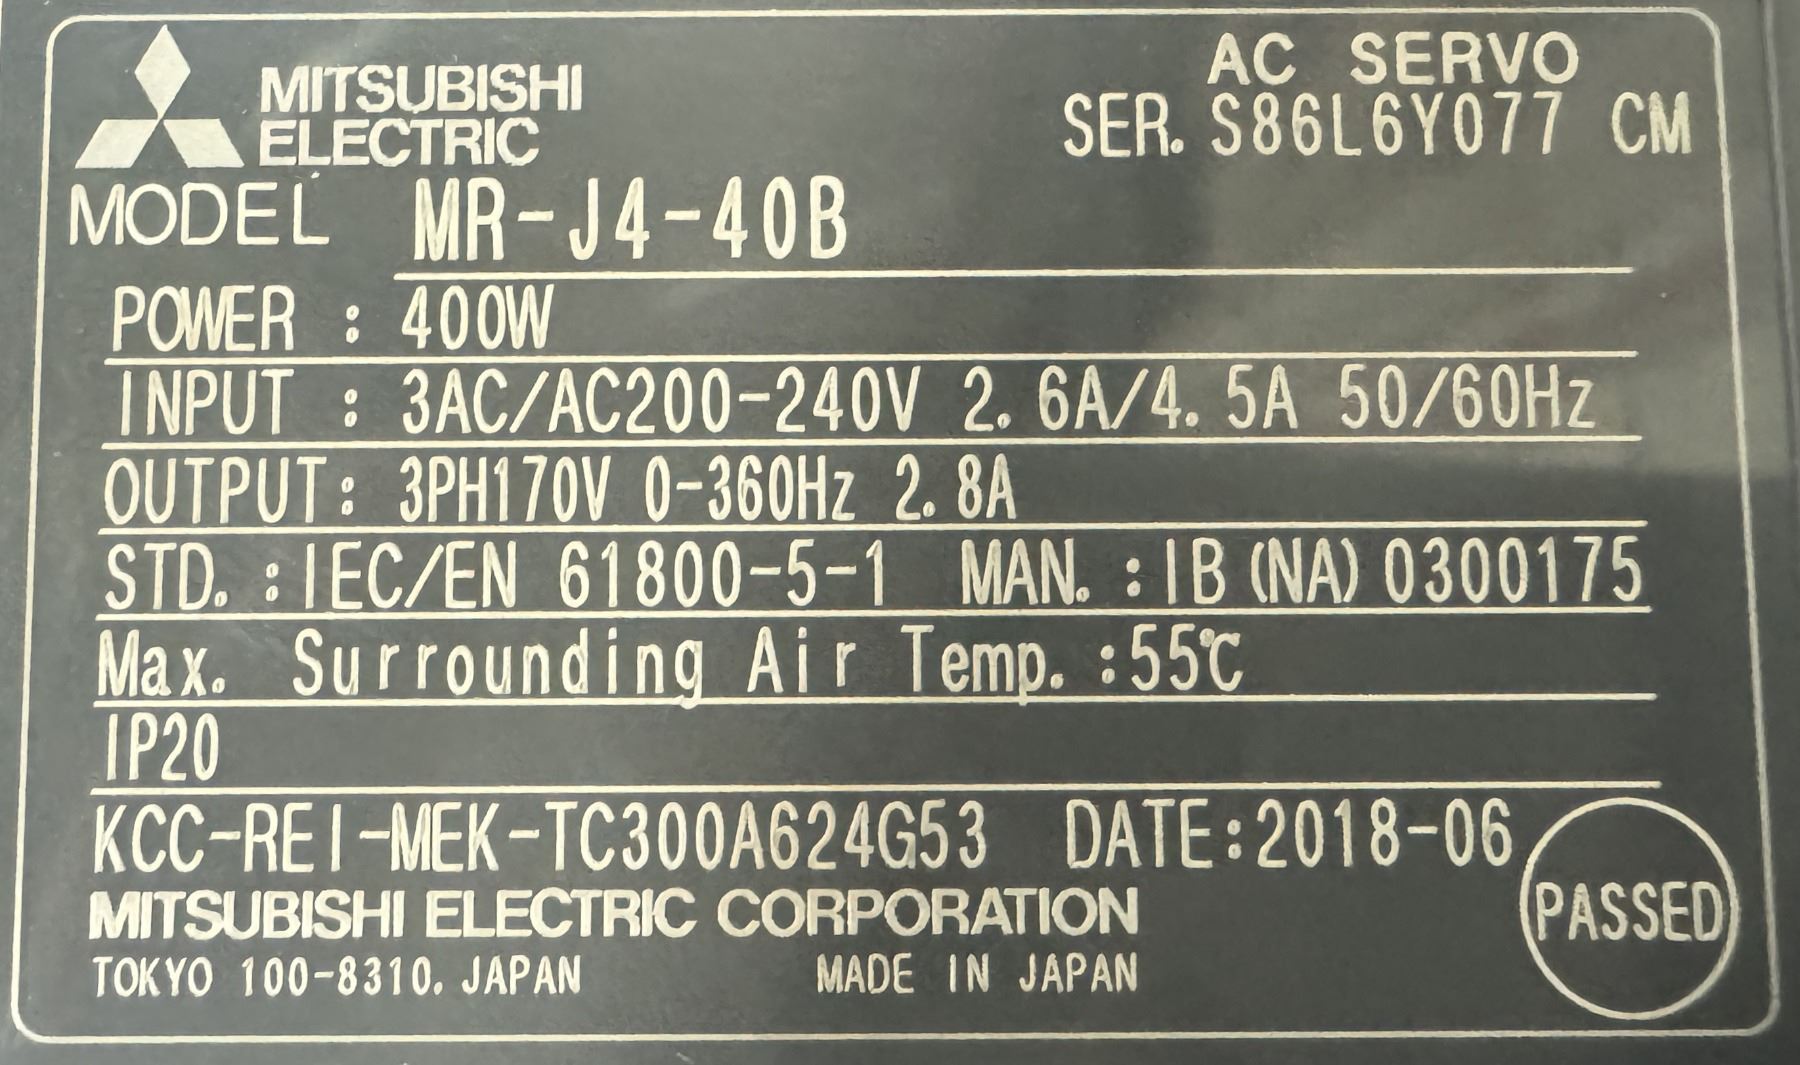 MITSUBISHI
ELECTRIC
AC SERVO
SER. S86L6Y077 CM
MODEL MR-J4-40B
POWER : 400W
INPUT : 3AC/AC200-240V 2.6A/4.5A 50/60Hz
OUTPUT: 3PH170V 0-360Hz 2.8A
STD. :IEC/EN 61800-5-1 MAN. :IB(NA)0300175
Max. Surrounding Air Temp. :55℃
IP20
KCC-REI-MEK-TC300A624G53 DATE:2018-06
PASSED
MITSUBISHI ELECTRIC CORPORATION
TOKYO 100-8310. JAPAN MADE IN JAPAN